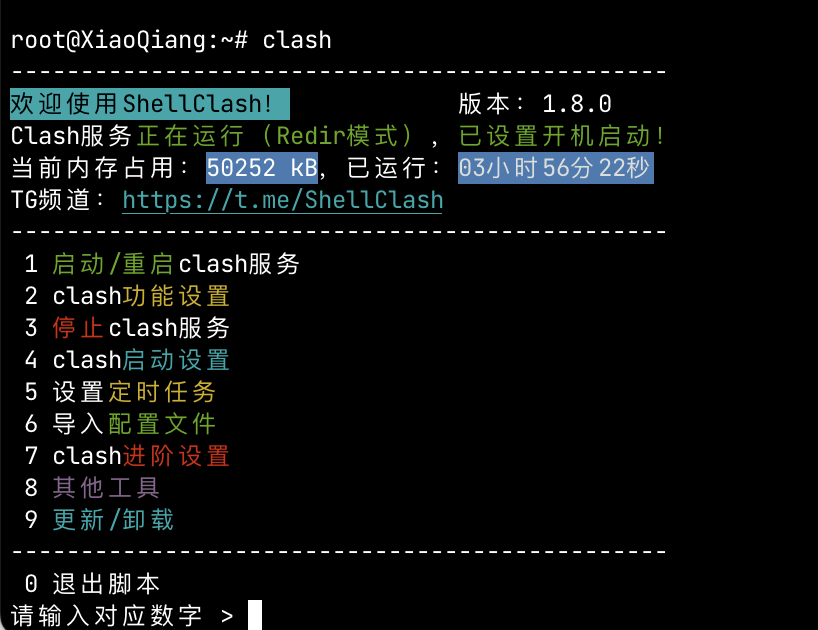 root@XiaoQiang:~# clash
-----------------------------------------------
欢迎使用ShellClash! 版本：1.8.0
Clash服务正在运行（Redir模式），已设置开机启动！
当前内存占用：50252 kB，已运行：03小时56分22秒
TG频道：https://t.me/ShellClash
-----------------------------------------------
1 启动/重启clash服务
2 clash功能设置
3 停止clash服务
4 clash启动设置
5 设置定时任务
6 导入配置文件
7 clash进阶设置
8 其他工具
9 更新/卸载
-----------------------------------------------
0 退出脚本
请输入对应数字 >